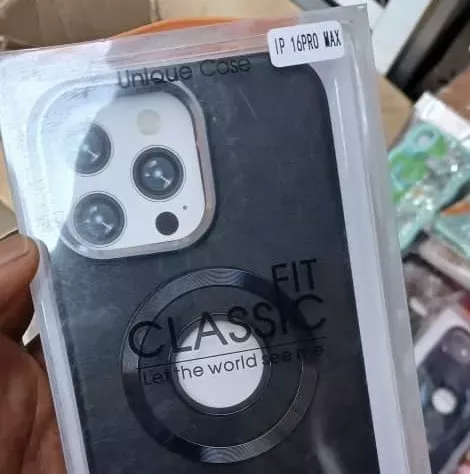 IP 16PRO MAX
Unique Case
FIT
CLASSIC
Let the world see me